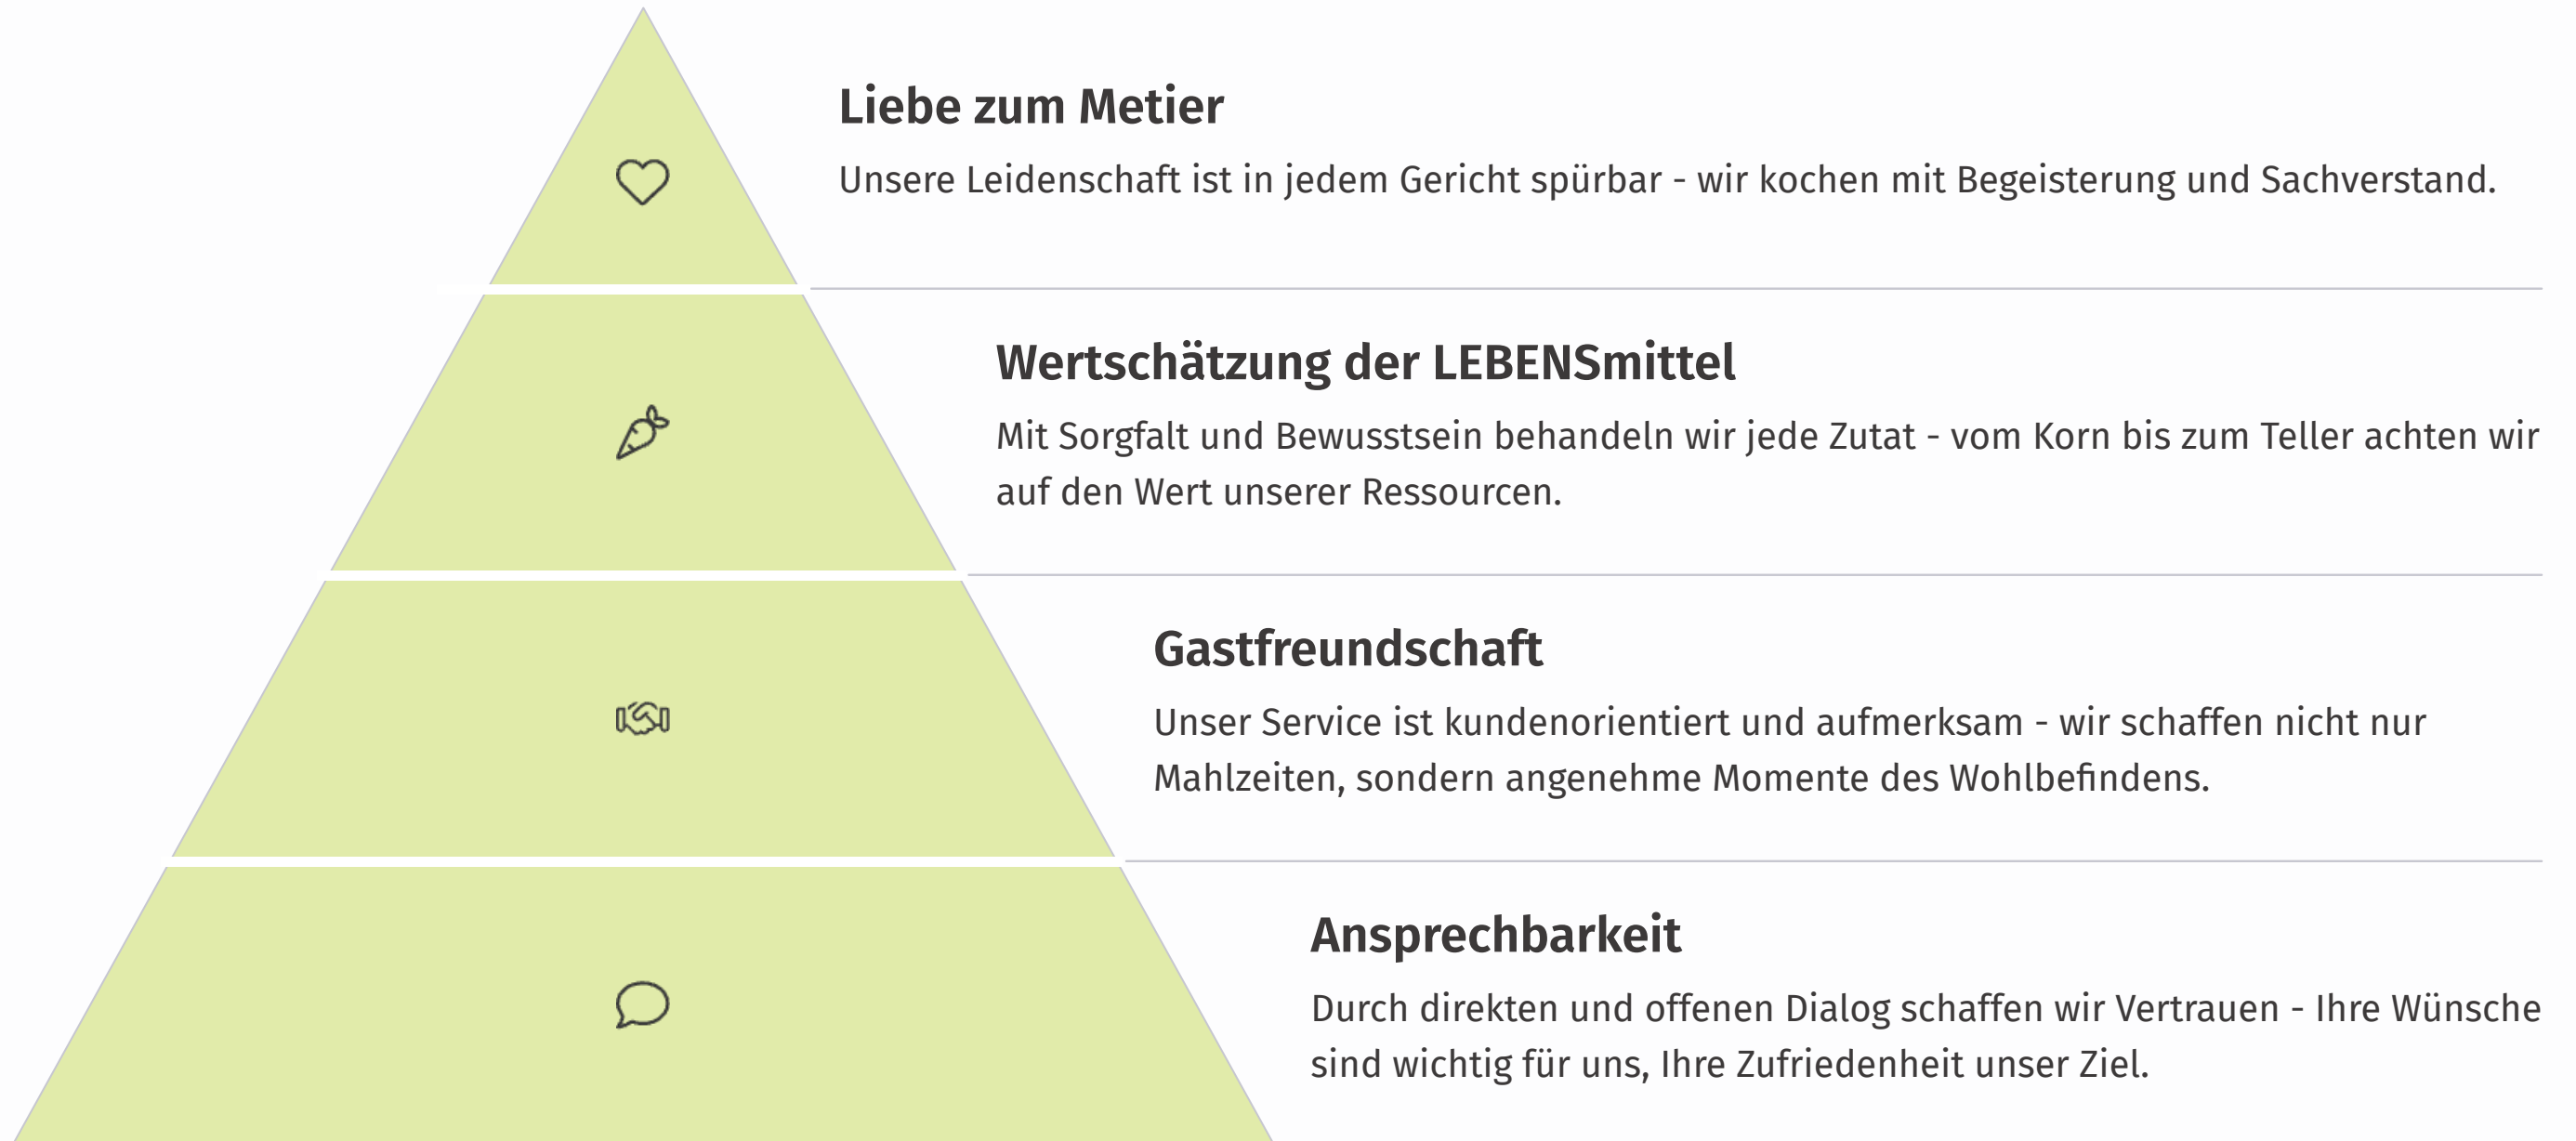 Liebe zum Metier
Unsere Leidenschaft ist in jedem Gericht spürbar - wir kochen mit Begeisterung und Sachverstand.
Wertschätzung der LEBENSmittel
Mit Sorgfalt und Bewusstsein behandeln wir jede Zutat - vom Korn bis zum Teller achten wir
auf den Wert unserer Ressourcen.
Gastfreundschaft
Unser Service ist kundenorientiert und aufmerksam - wir schaffen nicht nur
Mahlzeiten, sondern angenehme Momente des Wohlbefindens.
Ansprechbarkeit
Durch direkten und offenen Dialog schaffen wir Vertrauen - Ihre Wünsche
sind wichtig für uns, Ihre Zufriedenheit unser Ziel.